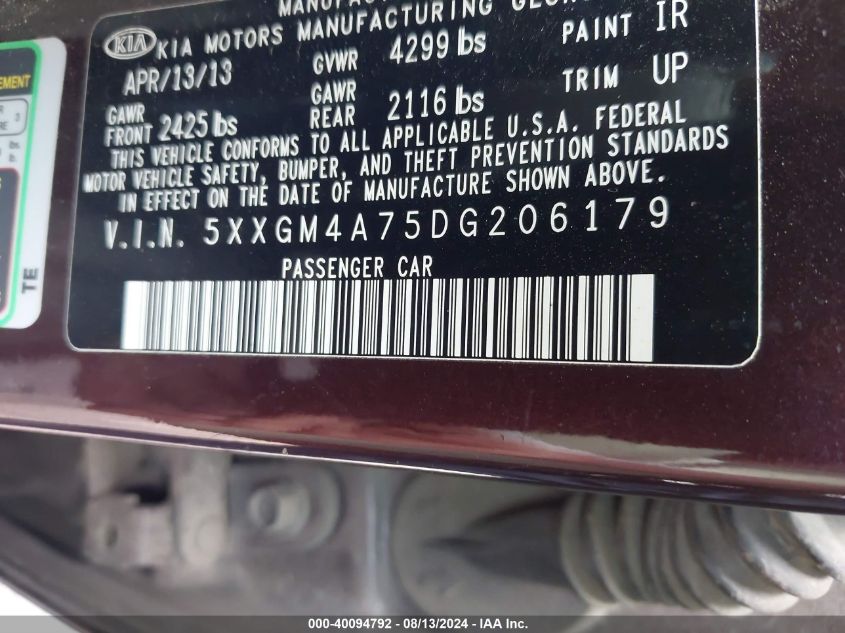 MANUFACTURING
KIA KIA MOTORS MANUFACTURING
APR/13/13 GVWR 4299 lbs PAINT IR
GAWR FRONT 2425 lbs GAWR REAR 2116 lbs TRIM UP
THIS VEHICLE CONFORMS TO ALL APPLICABLE U.S.A. FEDERAL
MOTOR VEHICLE SAFETY, BUMPER, AND THEFT PREVENTION STANDARDS
IN EFFECT ON THE DATE OF MANUFACTURE SHOWN ABOVE.
V.I.N. 5XXGM4A75DG206179
PASSENGER CAR
TE
000-40094792 - 08/13/2024 - IAA Inc.